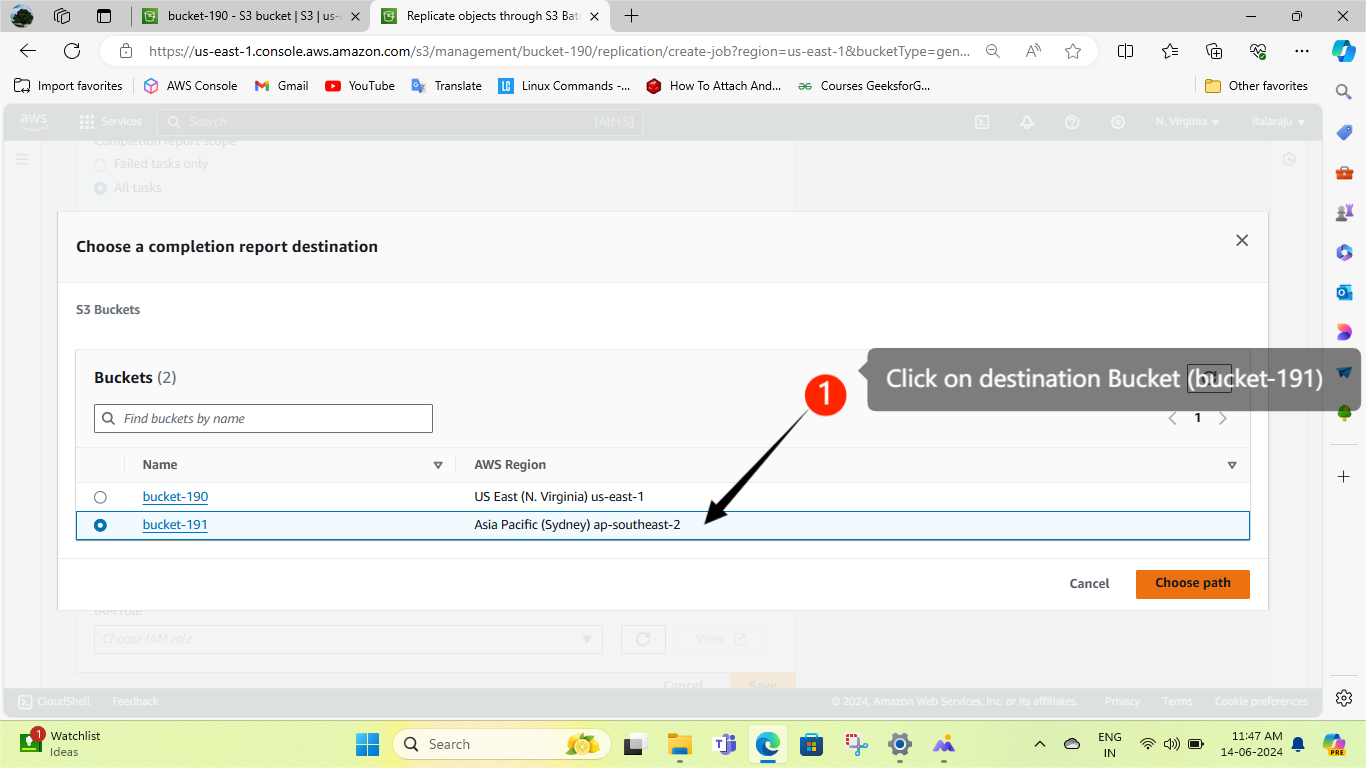 bucket-190 - S3 bucket | S3 | us-
Replicate objects through S3 Bat
https://us-east-1.console.aws.amazon.com/s3/management/bucket-190/replication/create-job?region=us-east-1&bucketType=gen...
Import favorites
AWS Console
Gmail
YouTube
Translate
LC
Linux Commands -...
How To Attach And...
Courses GeeksforG...
Other favorites
aws
Services
Search
[Alt+S]
N. Virginia
Balaraju
Completion report scope
Failed tasks only
All tasks
Choose a completion report destination
S3 Buckets
Buckets (2)
1
Click on destination Bucket (bucket-191)
Find buckets by name
1
Name
AWS Region
bucket-190
US East (N. Virginia) us-east-1
bucket-191
Asia Pacific (Sydney) ap-southeast-2
Cancel
Choose path
IAM role
Choose IAM role
View
Cancel
Save
CloudShell
Feedback
© 2024, Amazon Web Services, Inc. or its affiliates.
Privacy
Terms
Cookie preferences
1
Watchlist
Ideas
Search
ENG
IN
11:47 AM
14-06-2024
PRE